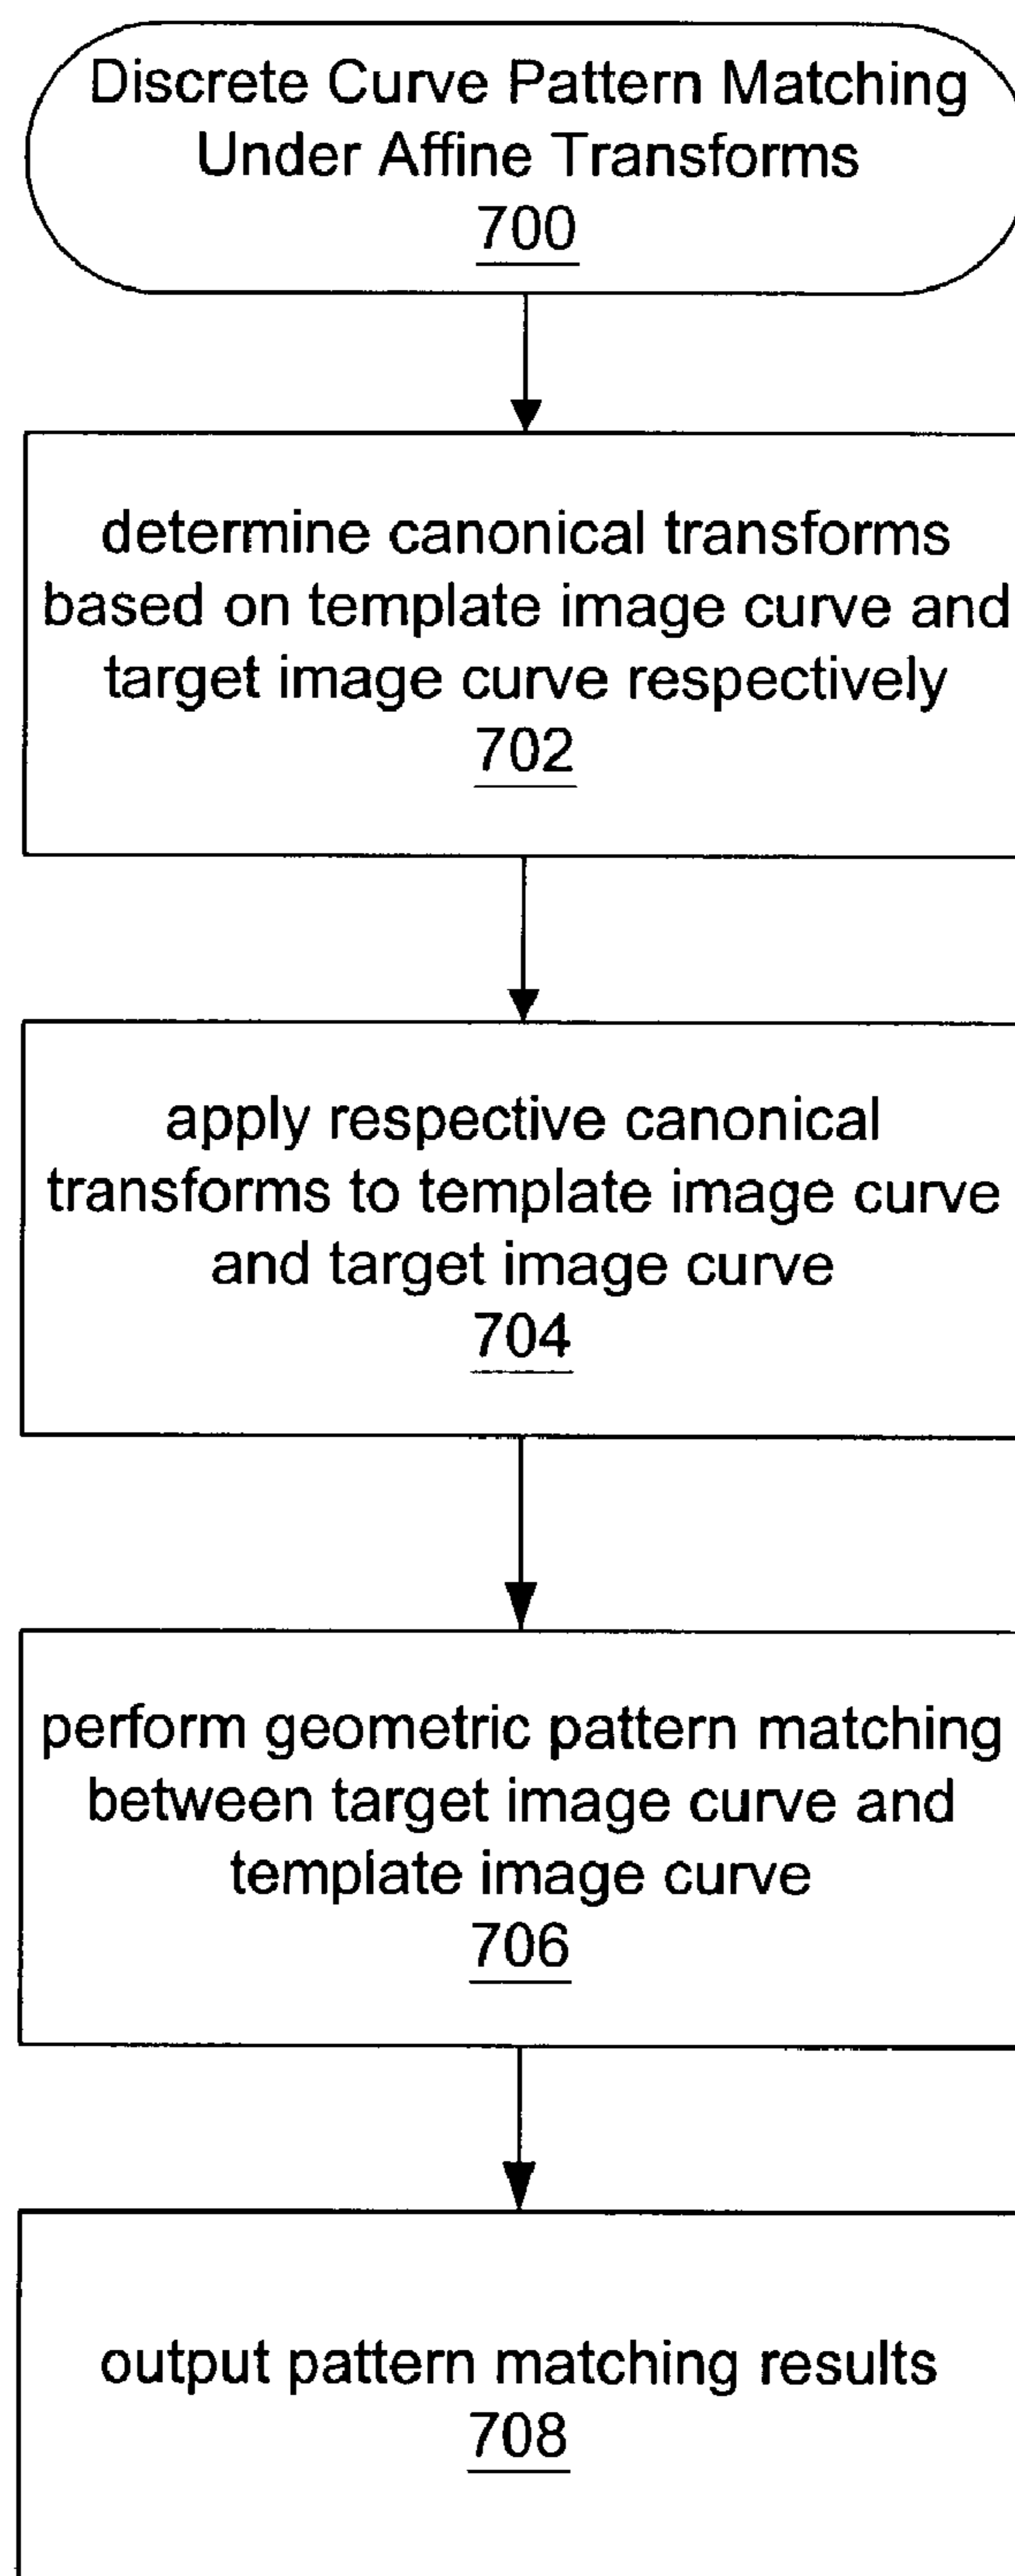 Discrete Curve Pattern Matching
Under Affine Transforms
700
determine canonical transforms
based on template image curve and
target image curve respectively
702
apply respective canonical
transforms to template image curve
and target image curve
704
perform geometric pattern matching
between target image curve and
template image curve
706
output pattern matching results
708